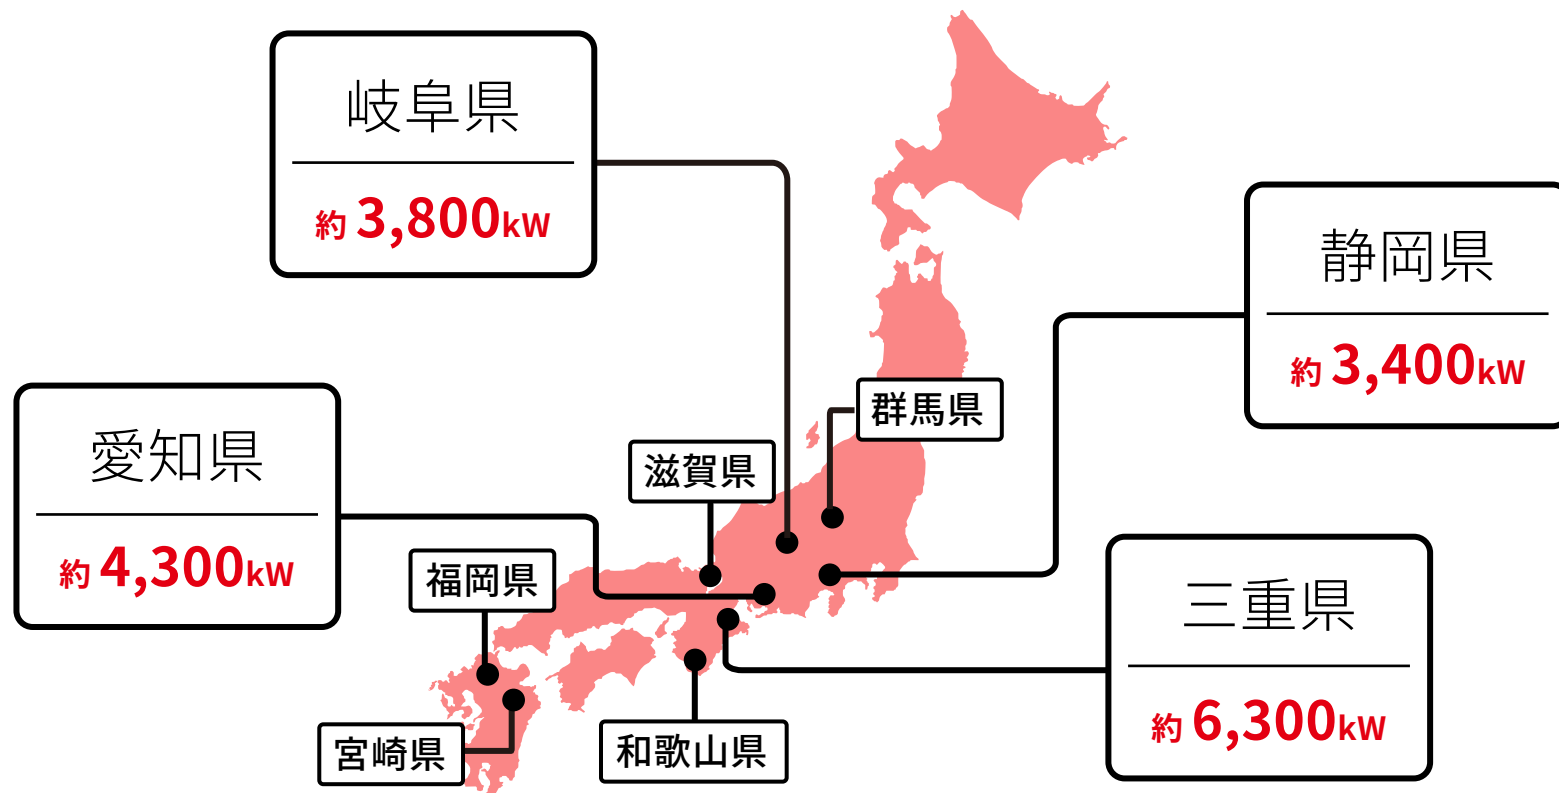 岐阜県
約 3,800kW
静岡県
約 3,400kW
群馬県
滋賀県
愛知県
約 4,300kW
福岡県
三重県
約 6,300kW
宮崎県
和歌山県